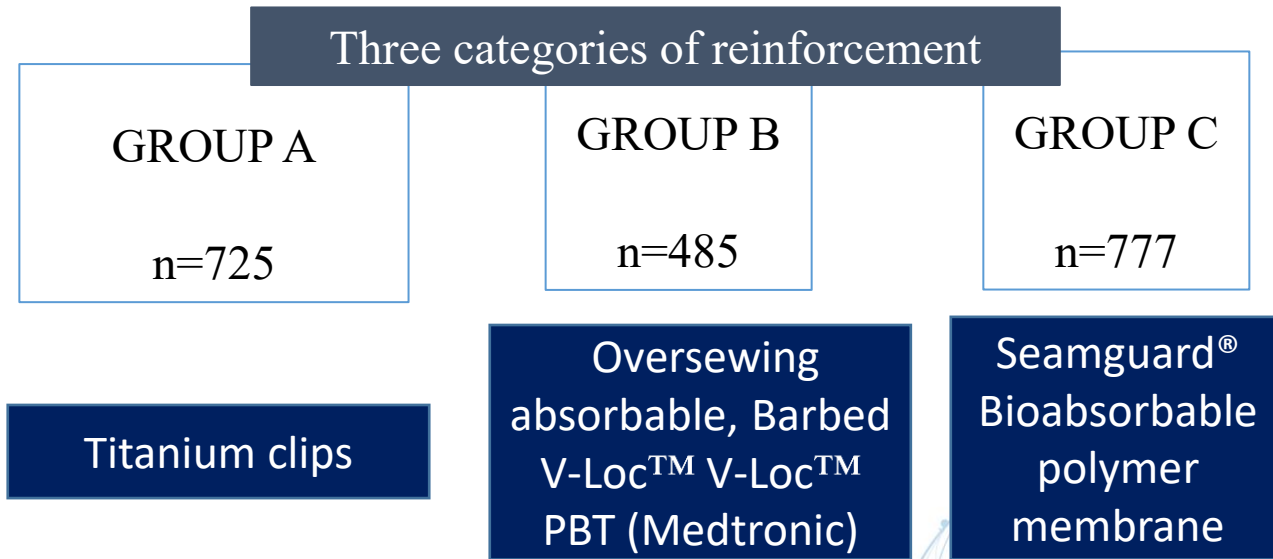 Three categories of reinforcement
GROUP A
n=725
GROUP B
n=485
GROUP C
n=777
Titanium clips
Oversewing
absorbable, Barbed
V-Loc™ V-Loc™
PBT (Medtronic)
Seamguard®
Bioabsorbable
polymer
membrane